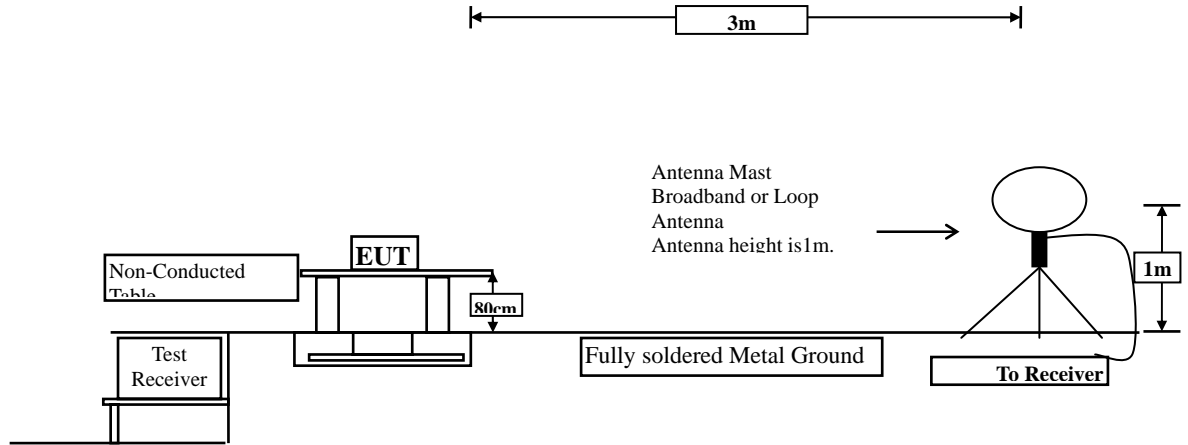 3m
Antenna Mast
Broadband or Loop
Antenna
Antenna height is1m.
EUT
Non-Conducted
Table
80cm
1m
Test
Receiver
Fully soldered Metal Ground
To Receiver